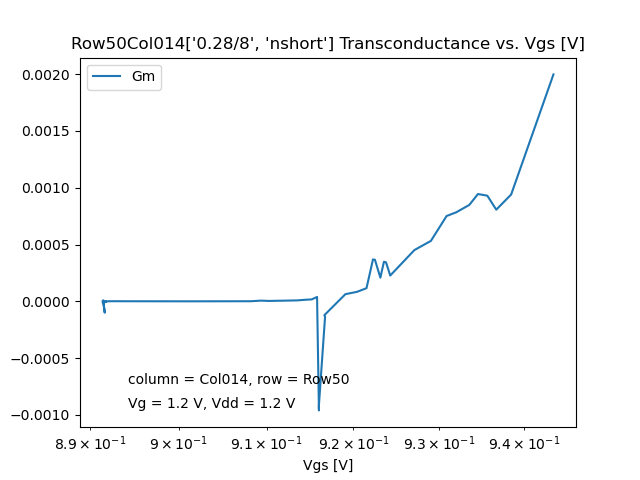 Row50Col014['0.28/8', 'nshort'] Transconductance vs. Vgs [V]
Gm
0.0020
0.0015
0.0010
0.0005
0.0000
−0.0005
−0.0010
column = Col014, row = Row50
Vg = 1.2 V, Vdd = 1.2 V
8.9 × 10⁻¹ 9 × 10⁻¹ 9.1 × 10⁻¹ 9.2 × 10⁻¹ 9.3 × 10⁻¹ 9.4 × 10⁻¹
Vgs [V]